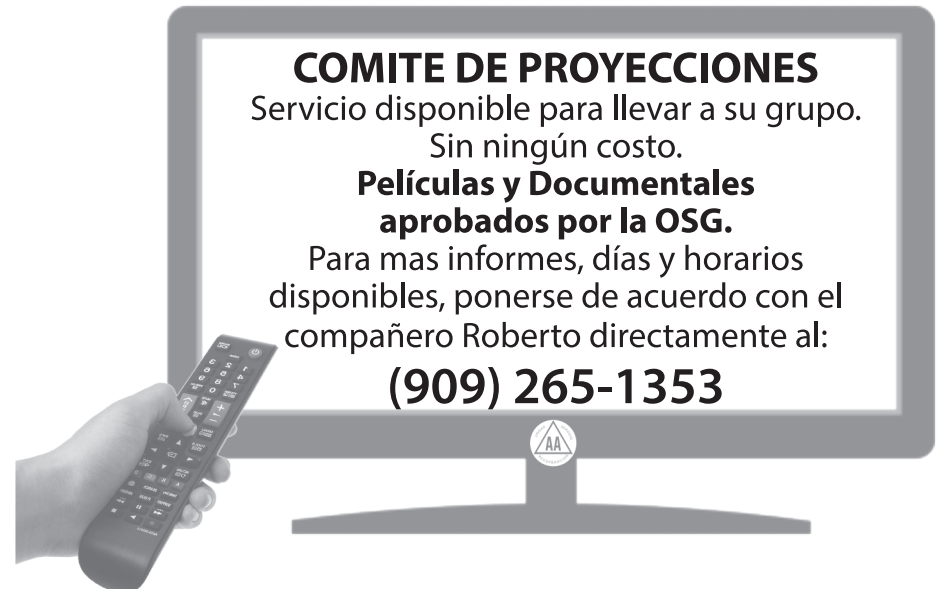 COMITE DE PROYECCIONES
Servicio disponible para llevar a su grupo.
Sin ningún costo.
Películas y Documentales
aprobados por la OSG.
Para mas informes, días y horarios
disponibles, ponerse de acuerdo con el
compañero Roberto directamente al:
(909) 265-1353
AA